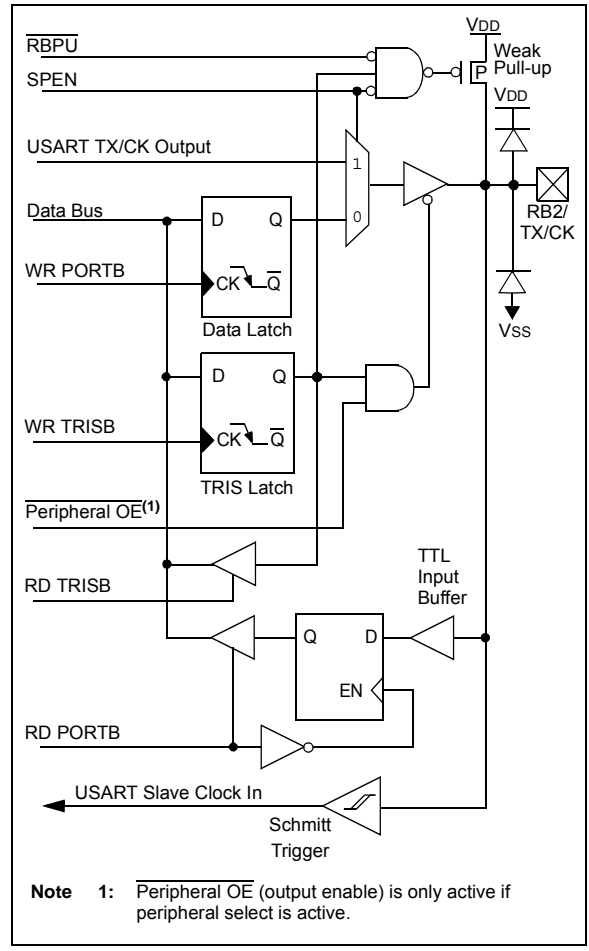 VDD
RBPU
Weak
Pull-up
P
SPEN
VDD
USART TX/CK Output
1
Data Bus
D Q
0
RB2/
TX/CK
WR PORTB
CK Q
Data Latch
VSS
D Q
WR TRISB
CK Q
TRIS Latch
Peripheral OE(1)
TTL
Input
Buffer
RD TRISB
Q D
EN
RD PORTB
USART Slave Clock In
Schmitt
Trigger
Note 1: Peripheral OE (output enable) is only active if
peripheral select is active.